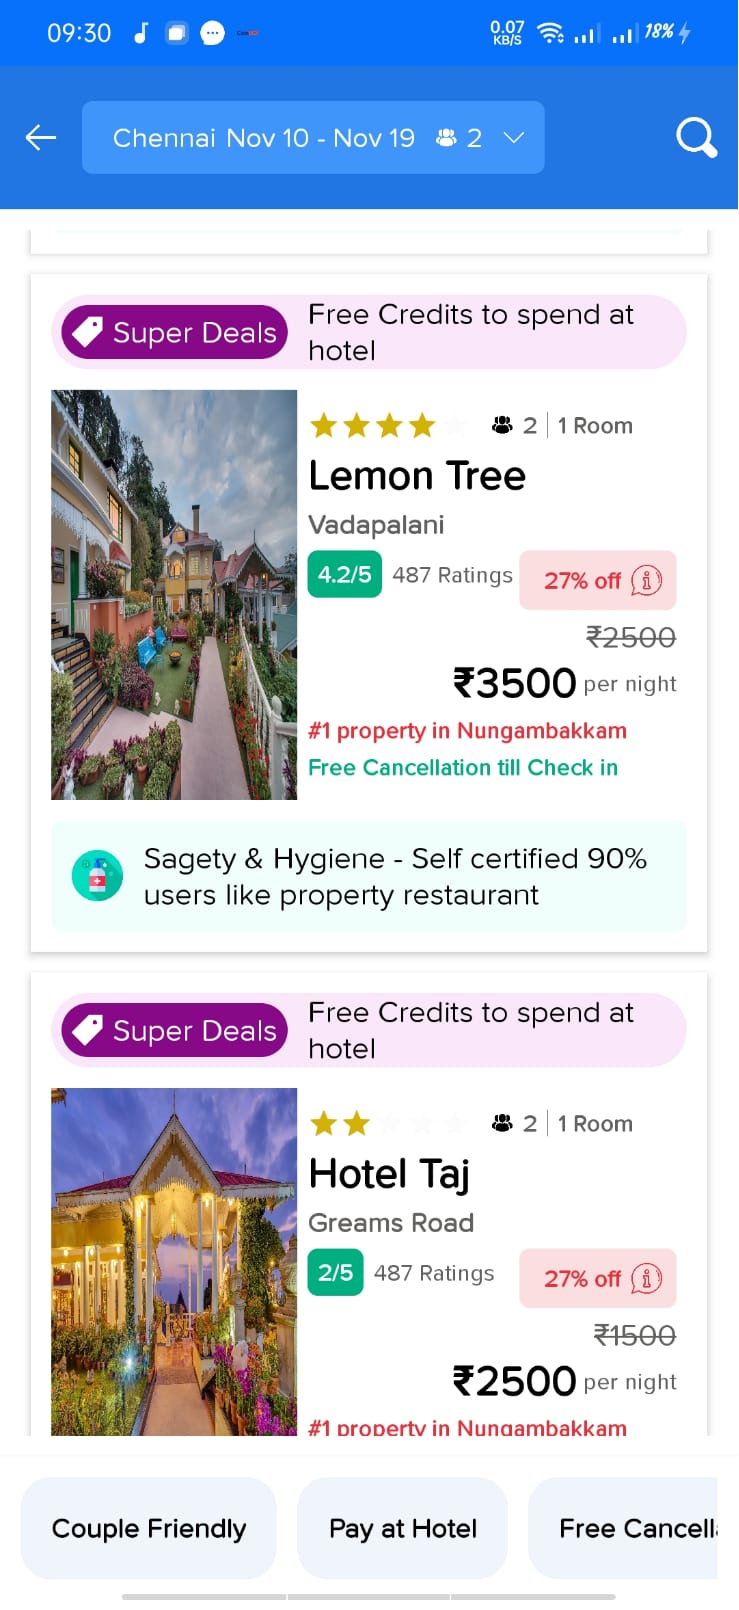 09:30
0.07
KB/S
18%
Chennai Nov 10 - Nov 19 2
Super Deals
Free Credits to spend at
hotel
2 | 1 Room
Lemon Tree
Vadapalani
4.2/5 487 Ratings 27% off
₹2500
₹3500 per night
#1 property in Nungambakkam
Free Cancellation till Check in
Sagety & Hygiene - Self certified 90%
users like property restaurant
Super Deals
Free Credits to spend at
hotel
2 | 1 Room
Hotel Taj
Greams Road
2/5 487 Ratings 27% off
₹1500
₹2500 per night
#1 property in Nungambakkam
Couple Friendly
Pay at Hotel
Free Cancell